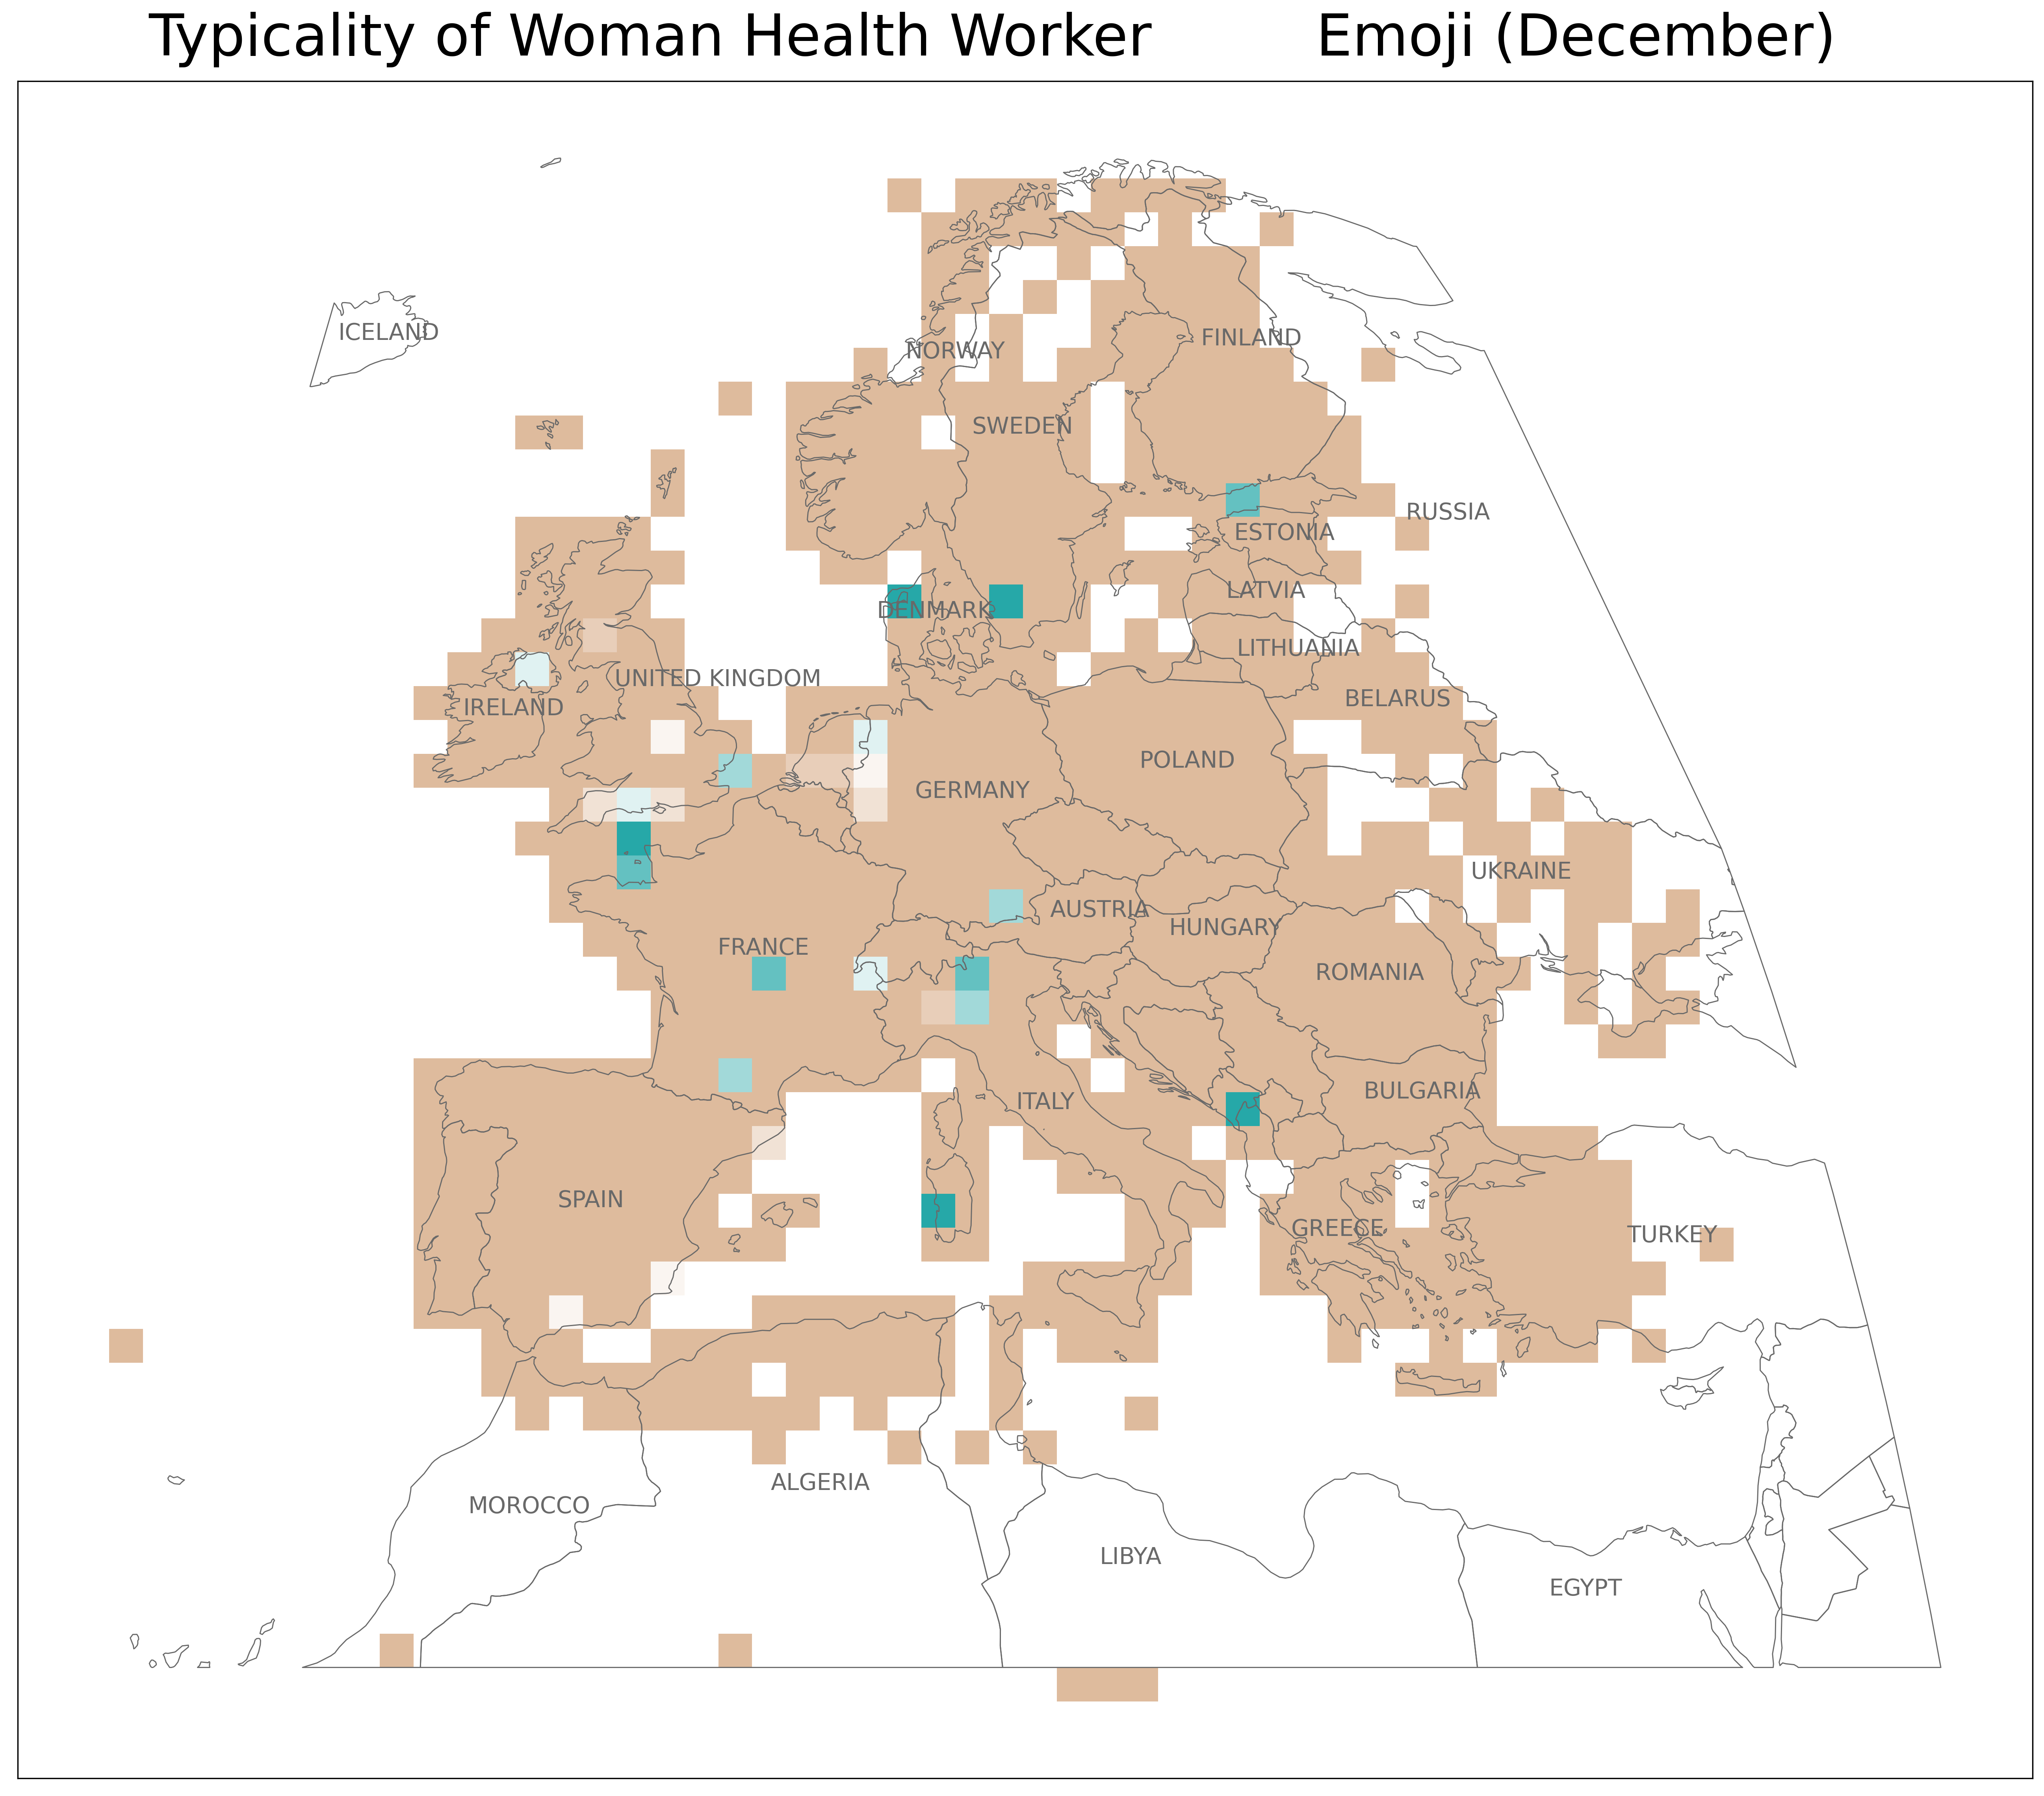 Typicality of Woman Health Worker Emoji (December)
ICELAND
NORWAY
FINLAND
SWEDEN
RUSSIA
ESTONIA
LATVIA
DENMARK
LITHUANIA
UNITED KINGDOM
BELARUS
IRELAND
POLAND
GERMANY
UKRAINE
AUSTRIA
HUNGARY
FRANCE
ROMANIA
BULGARIA
ITALY
SPAIN
GREECE
TURKEY
ALGERIA
MOROCCO
LIBYA
EGYPT